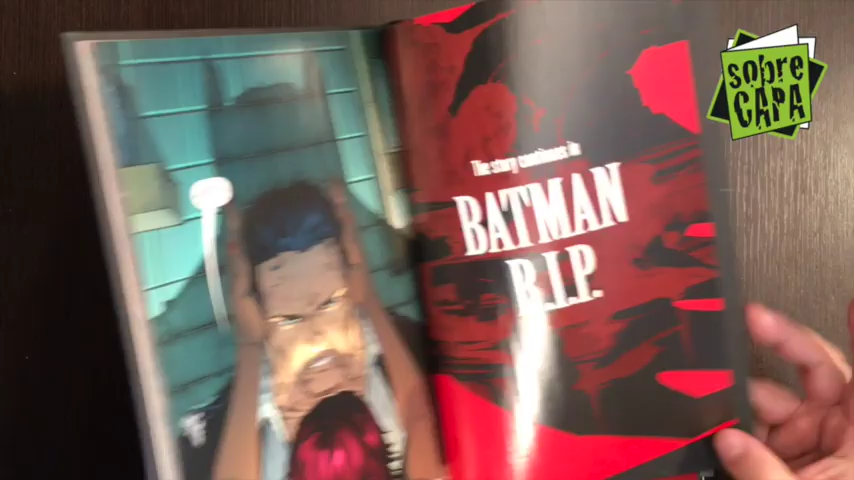 The story continues in
BATMAN
R.I.P.
sobre
CAPA